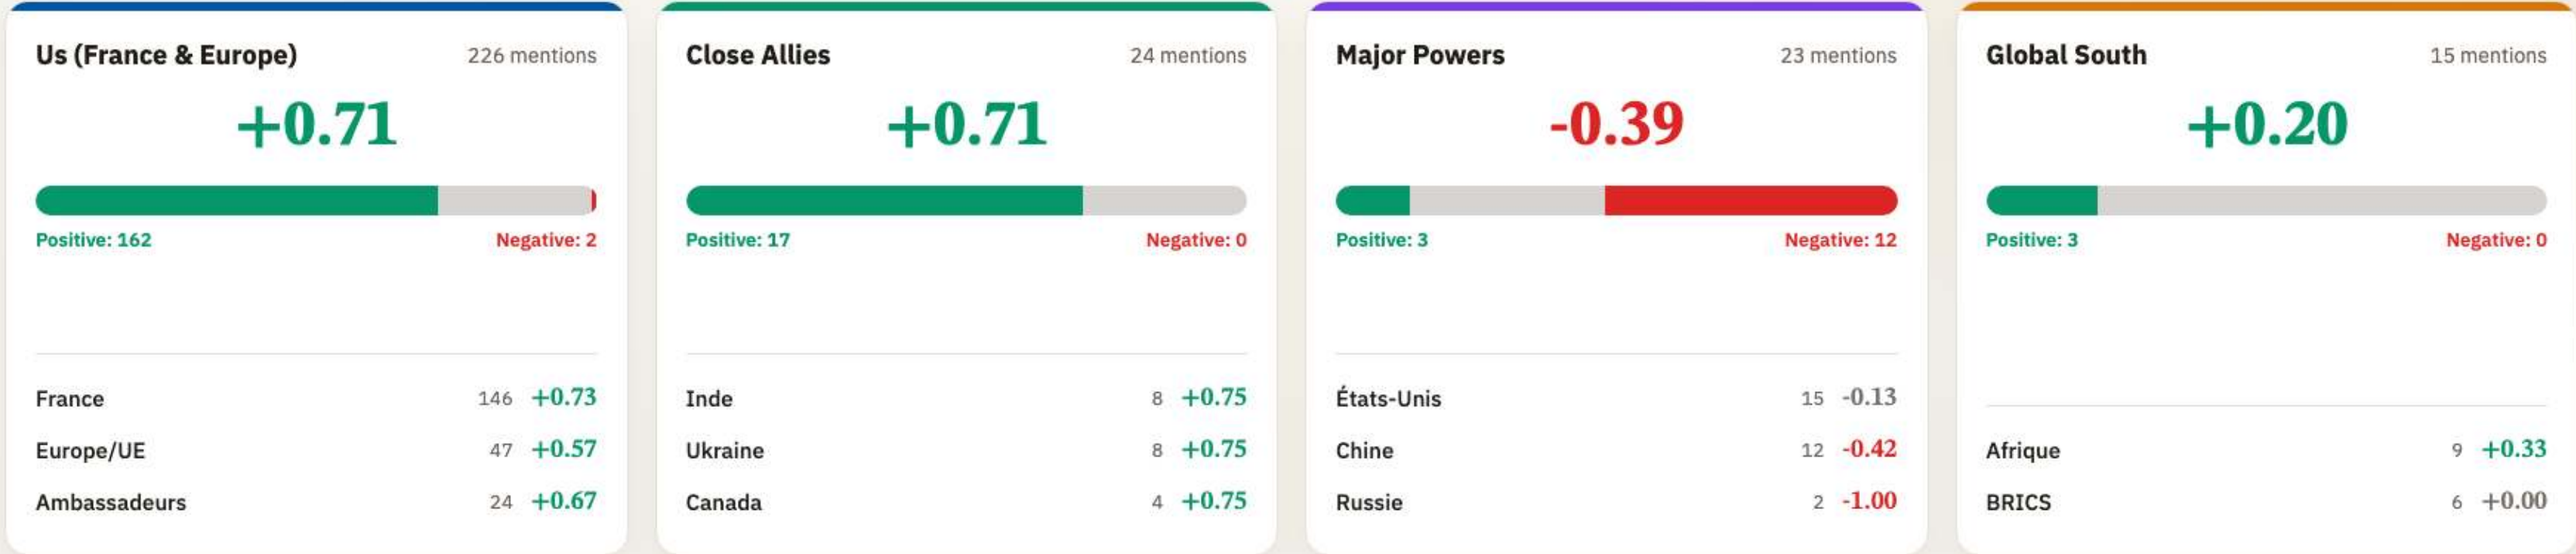 Us (France & Europe) 226 mentions
+0.71
Positive: 162 Negative: 2
France 146 +0.73
Europe/UE 47 +0.57
Ambassadeurs 24 +0.67
Close Allies 24 mentions
+0.71
Positive: 17 Negative: 0
Inde 8 +0.75
Ukraine 8 +0.75
Canada 4 +0.75
Major Powers 23 mentions
-0.39
Positive: 3 Negative: 12
États-Unis 15 -0.13
Chine 12 -0.42
Russie 2 -1.00
Global South 15 mentions
+0.20
Positive: 3 Negative: 0
Afrique 9 +0.33
BRICS 6 +0.00